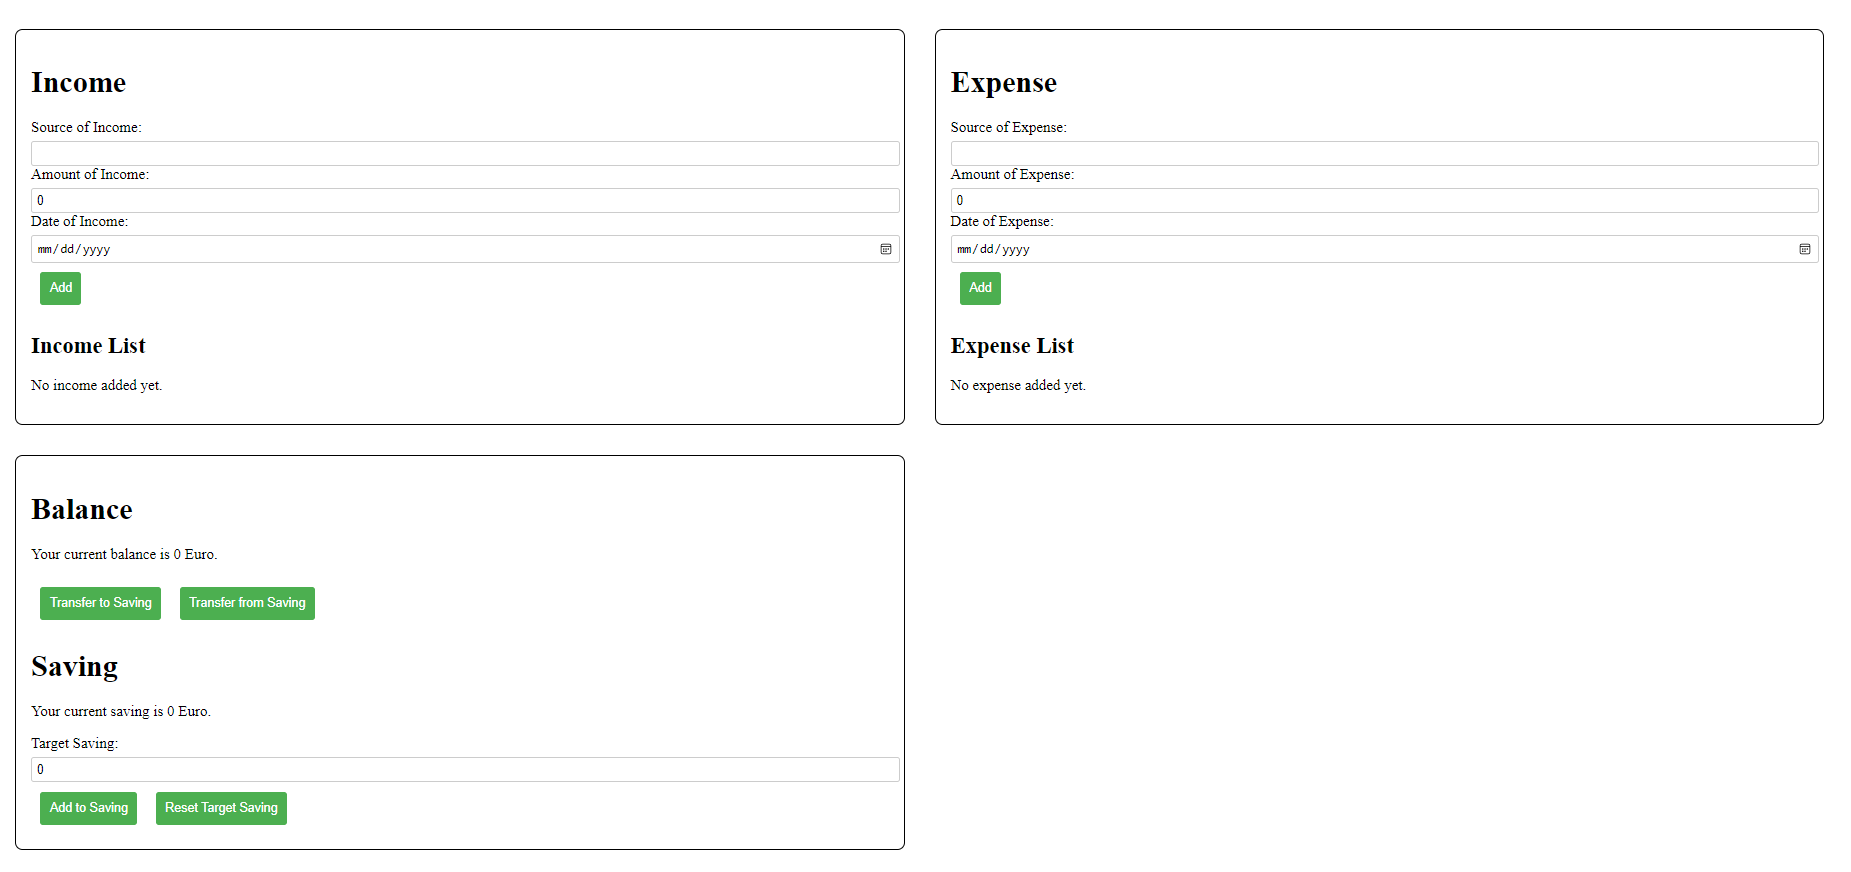 Income
Source of Income:
Amount of Income:
0
Date of Income:
mm/dd/yyyy
Add
Income List
No income added yet.
Expense
Source of Expense:
Amount of Expense:
0
Date of Expense:
mm/dd/yyyy
Add
Expense List
No expense added yet.
Balance
Your current balance is 0 Euro.
Transfer to Saving Transfer from Saving
Saving
Your current saving is 0 Euro.
Target Saving:
0
Add to Saving Reset Target Saving